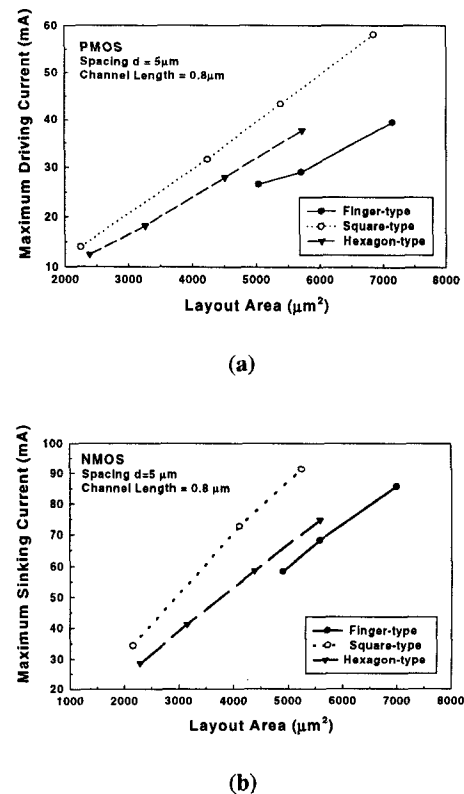 60
50
40
30
20
10
Maximum Driving Current (mA)
PMOS
Spacing d = 5μm
Channel Length = 0.8μm
Finger-type
Square-type
Hexagon-type
2000 3000 4000 5000 6000 7000 8000
Layout Area (μm²)
(a)
100
90
80
70
60
50
40
30
20
Maximum Sinking Current (mA)
NMOS
Spacing d=5 μm
Channel Length = 0.8 μm
Finger-type
Square-type
Hexagon-type
1000 2000 3000 4000 5000 6000 7000 8000
Layout Area (μm²)
(b)